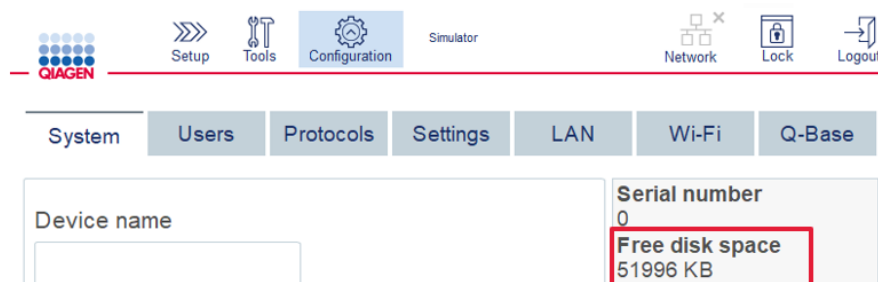 Simulator
QIAGEN
Setup Tools Configuration Network Lock Logout
System Users Protocols Settings LAN Wi-Fi Q-Base
Device name
Serial number
0
Free disk space
51996 KB